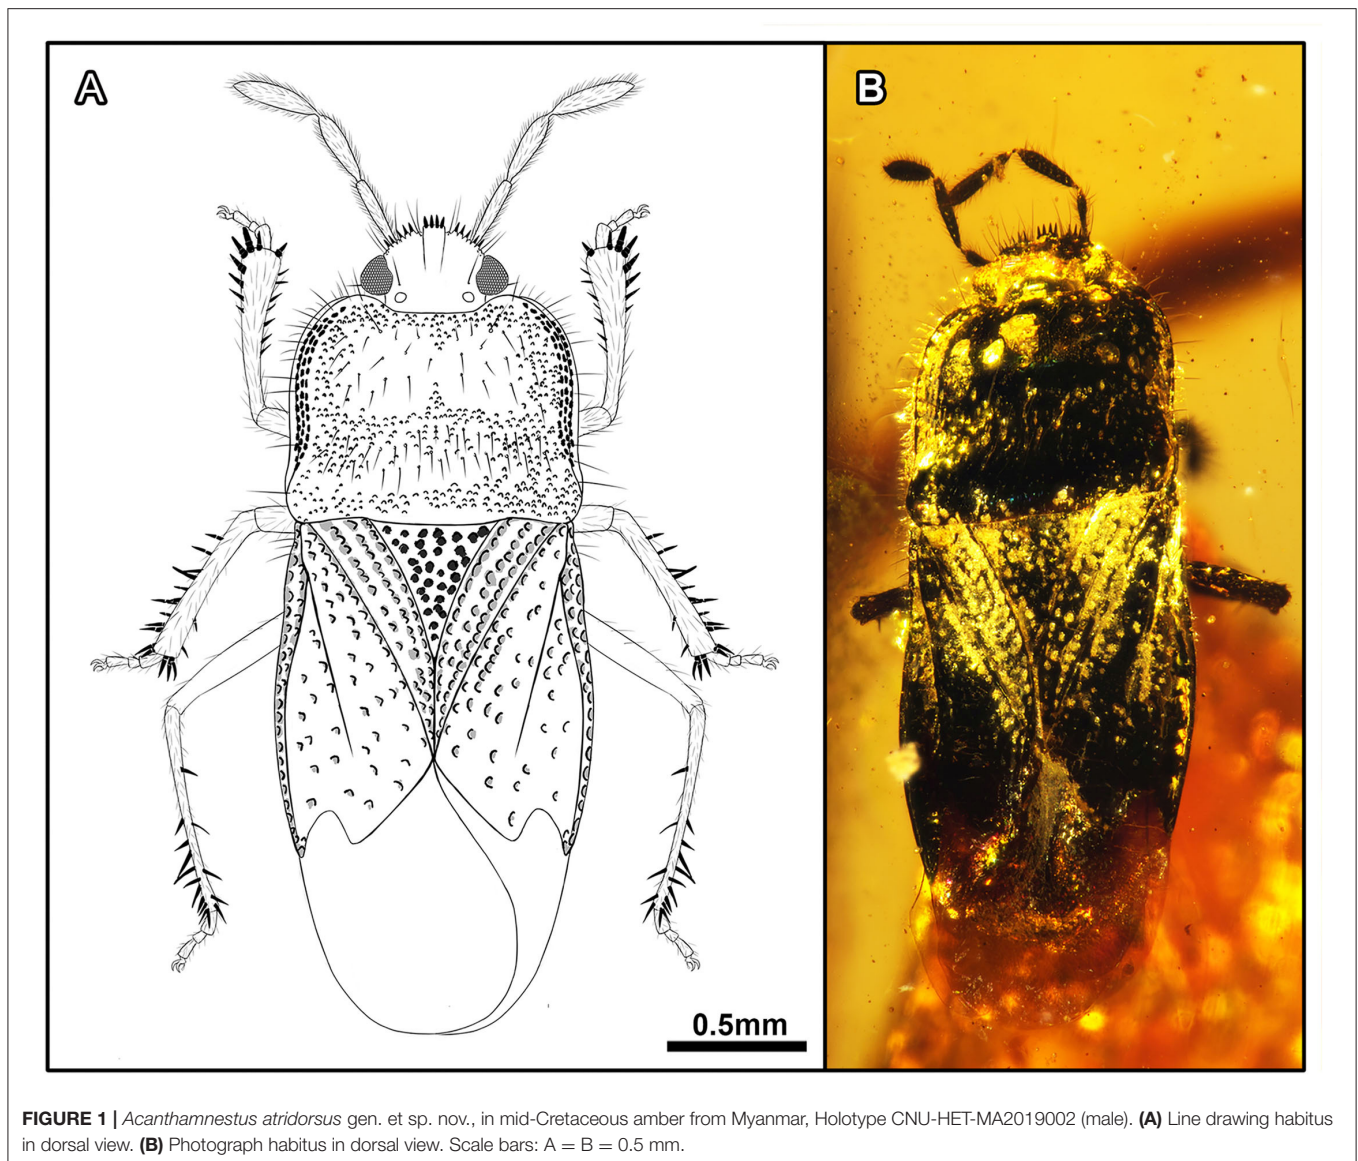 A
B
0.5mm
FIGURE 1 | Acanthamnestus atridorsus gen. et sp. nov., in mid-Cretaceous amber from Myanmar, Holotype CNU-HET-MA2019002 (male). (A) Line drawing habitus
in dorsal view. (B) Photograph habitus in dorsal view. Scale bars: A = B = 0.5 mm.